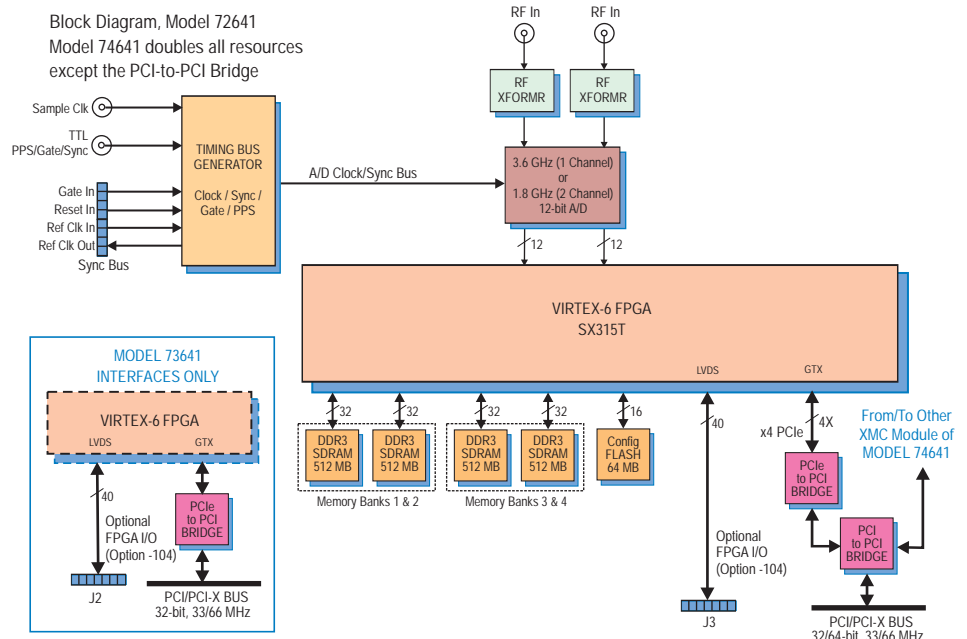 Block Diagram, Model 72641
Model 74641 doubles all resources
except the PCI-to-PCI Bridge
RF In
RF In
RF
XFORMR
RF
XFORMR
Sample Clk
TTL
PPS/Gate/Sync
Gate In
Reset In
Ref Clk In
Ref Clk Out
Sync Bus
TIMING BUS
GENERATOR
Clock / Sync /
Gate / PPS
A/D Clock/Sync Bus
3.6 GHz (1 Channel)
or
1.8 GHz (2 Channel)
12-bit A/D
12
12
VIRTEX-6 FPGA
SX315T
LVDS
GTX
32
32
32
32
16
40
4X
x4 PCIe
DDR3
SDRAM
512 MB
DDR3
SDRAM
512 MB
DDR3
SDRAM
512 MB
DDR3
SDRAM
512 MB
Config
FLASH
64 MB
Memory Banks 1 & 2
Memory Banks 3 & 4
Optional
FPGA I/O
(Option -104)
J3
PCIe
to PCI
BRIDGE
PCI
to PCI
BRIDGE
From/To Other
XMC Module of
MODEL 74641
PCI/PCI-X BUS
32/64-bit, 33/66 MHz
MODEL 73641
INTERFACES ONLY
VIRTEX-6 FPGA
LVDS
GTX
40
Optional
FPGA I/O
(Option -104)
PCIe
to PCI
BRIDGE
J2
PCI/PCI-X BUS
32-bit, 33/66 MHz